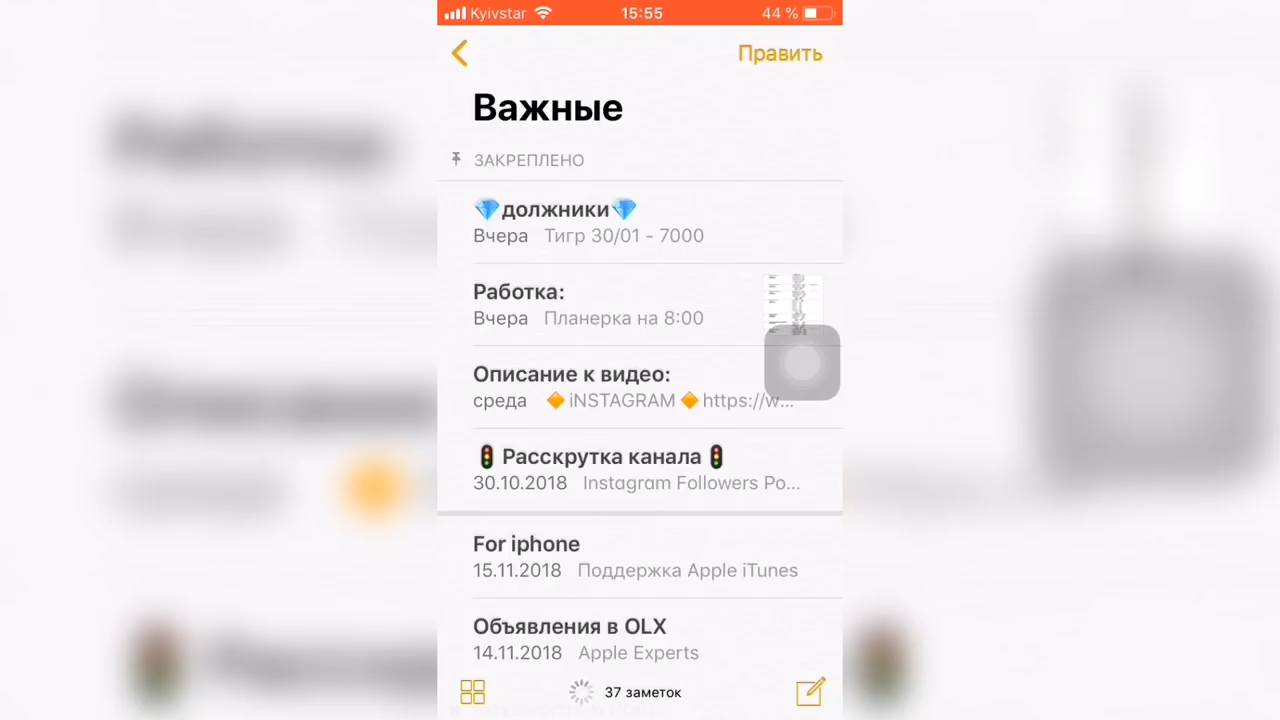 Kyivstar 15:55 44 %
Править
Важные
ЗАКРЕПЛЕНО
💎должники💎
Вчера Тигр 30/01 - 7000
Работка:
Вчера Планерка на 8:00
Описание к видео:
среда 🔸iNSTAGRAM🔸https://w...
🚦Расскрутка канала🚦
30.10.2018 Instagram Followers Po...
For iphone
15.11.2018 Поддержка Apple iTunes
Объявления в OLX
14.11.2018 Apple Experts
37 заметок